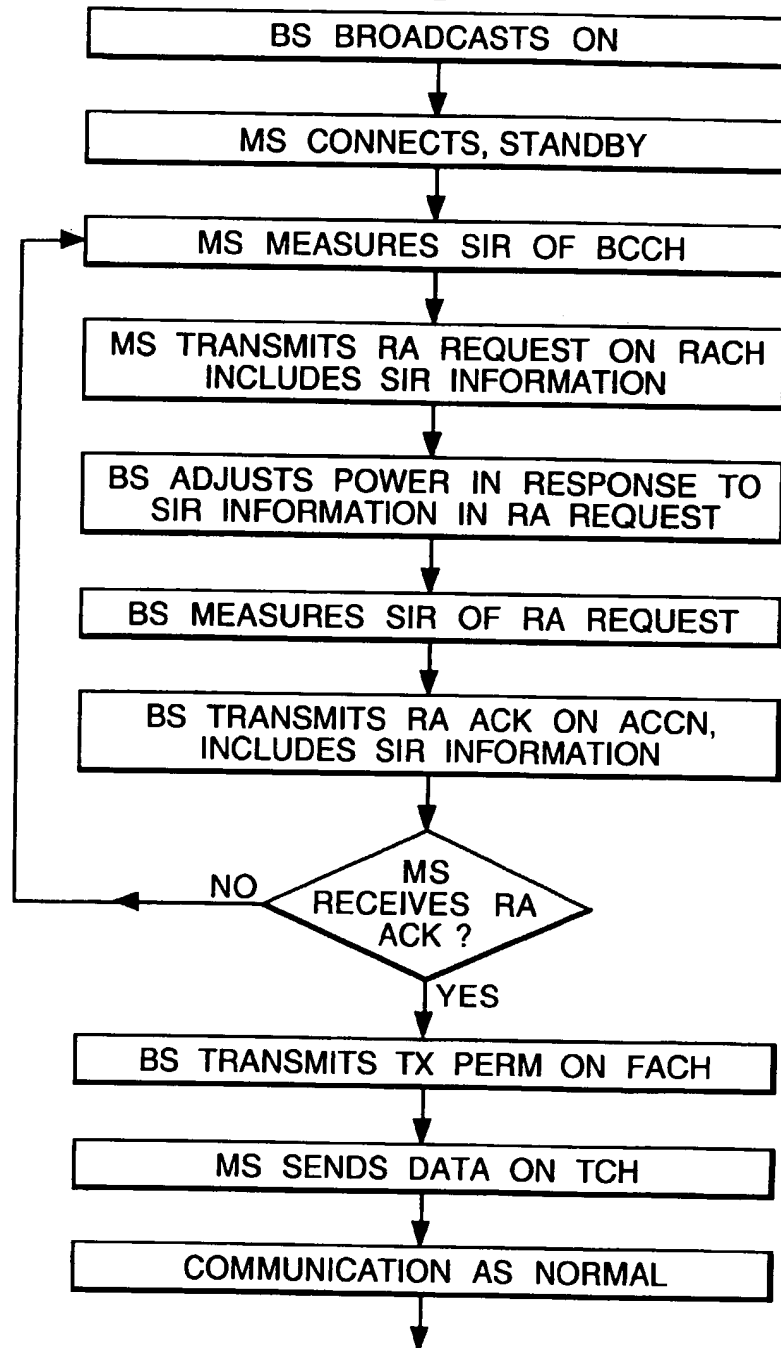 BS BROADCASTS ON
MS CONNECTS, STANDBY
MS MEASURES SIR OF BCCH
MS TRANSMITS RA REQUEST ON RACH
INCLUDES SIR INFORMATION
BS ADJUSTS POWER IN RESPONSE TO
SIR INFORMATION IN RA REQUEST
BS MEASURES SIR OF RA REQUEST
BS TRANSMITS RA ACK ON ACCN,
INCLUDES SIR INFORMATION
MS
RECEIVES RA
ACK ?
NO
YES
BS TRANSMITS TX PERM ON FACH
MS SENDS DATA ON TCH
COMMUNICATION AS NORMAL